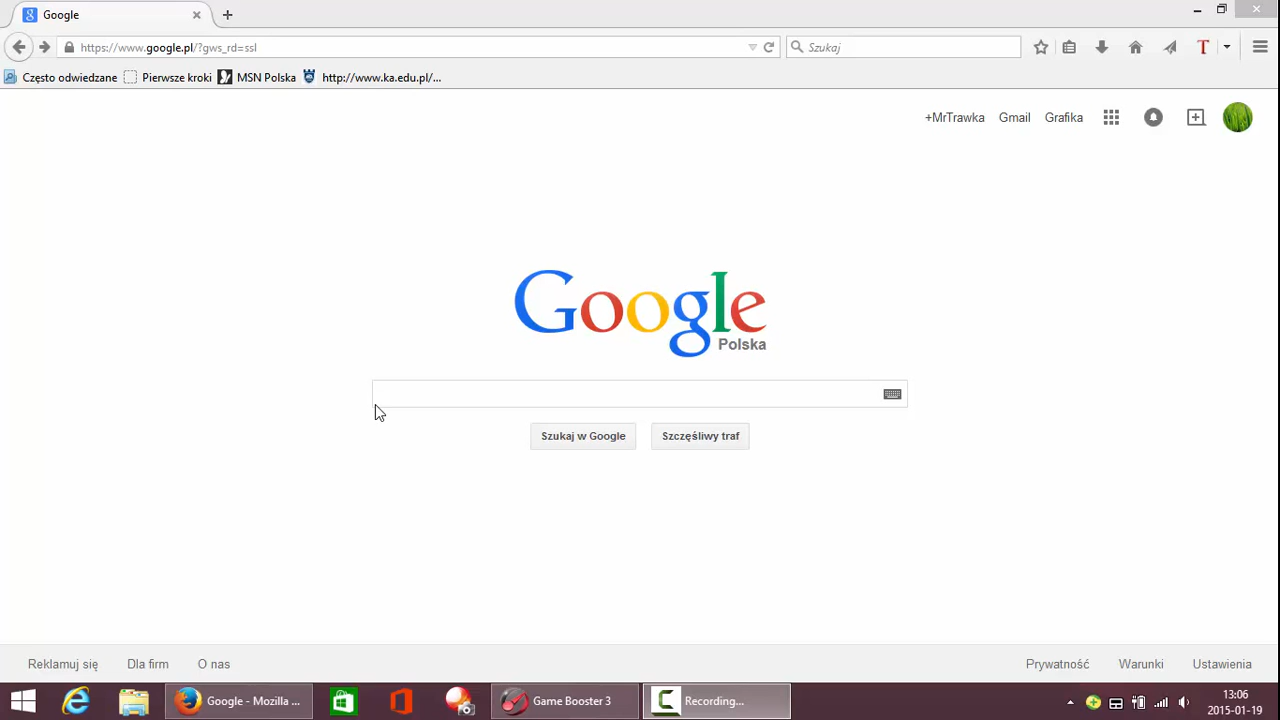 Google
https://www.google.pl/?gws_rd=ssl
Szukaj
Często odwiedzane Pierwsze kroki MSN Polska http://www.ka.edu.pl/...
+MrTrawka Gmail Grafika
Google
Polska
Szukaj w Google Szczęśliwy traf
Reklamuj się Dla firm O nas Prywatność Warunki Ustawienia
Google - Mozilla ... Game Booster 3 Recording...
13:06
2015-01-19